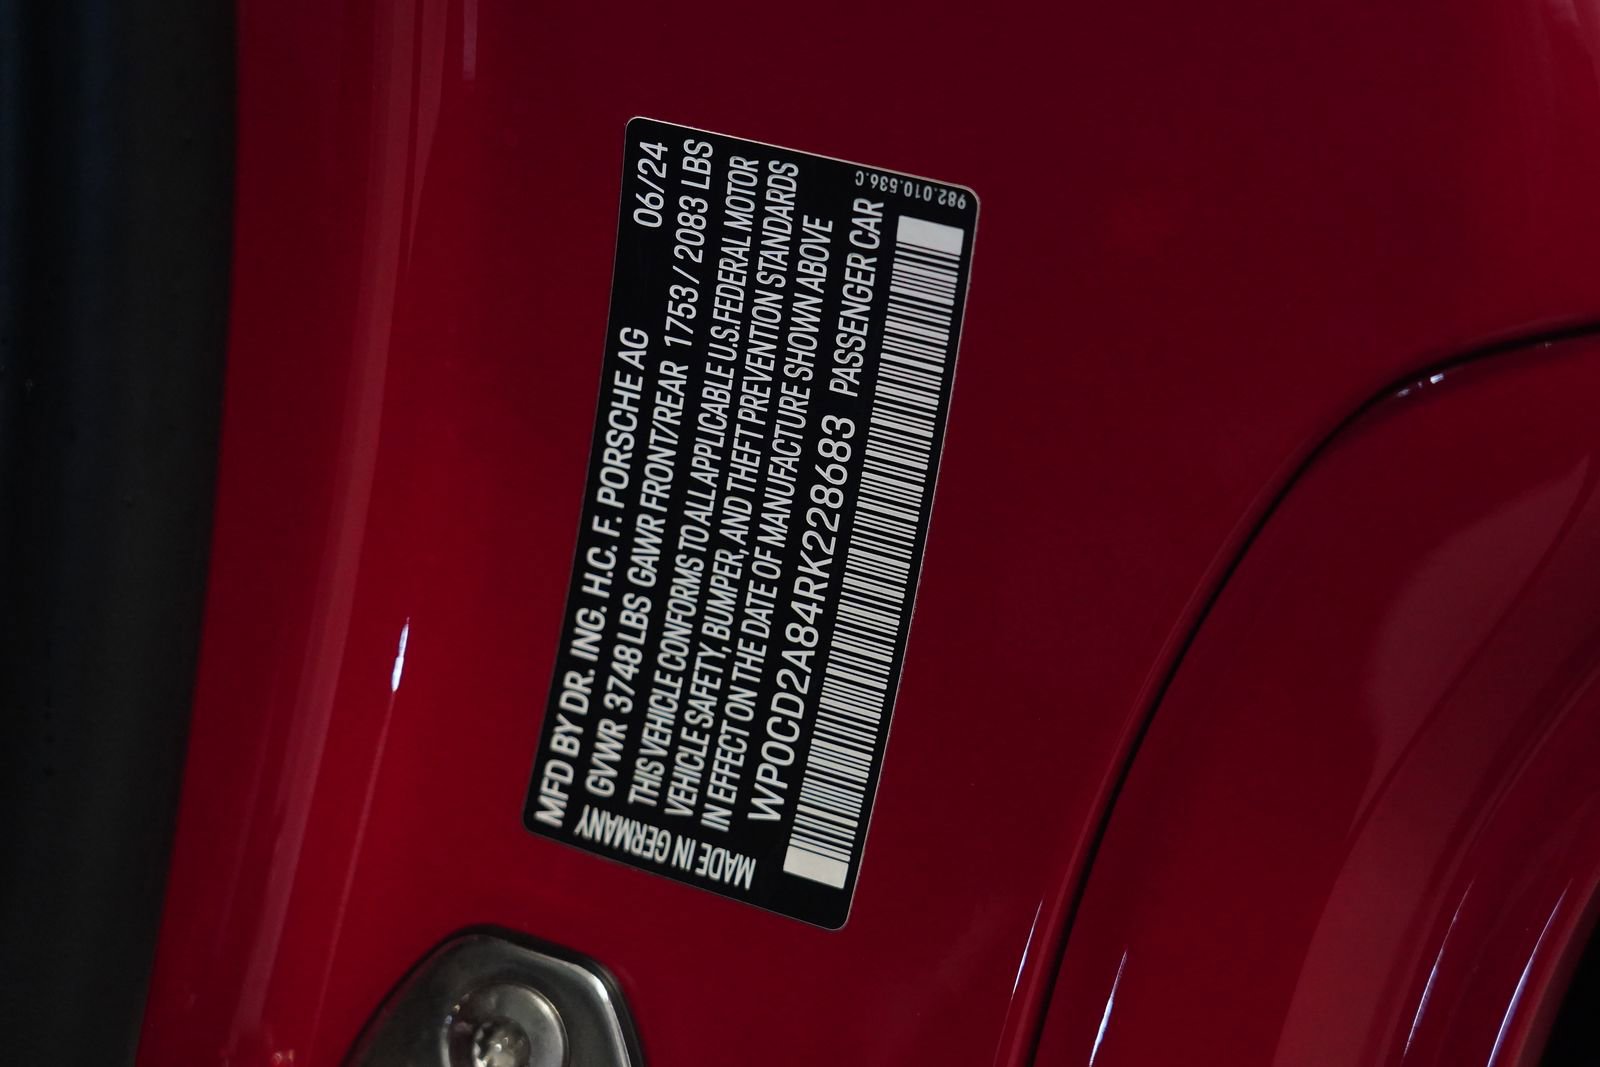 MFD BY DR. ING. H.C. F. PORSCHE AG 06/24
GVWR 3748 LBS GAWR FRONT/REAR 1753 / 2083 LBS
THIS VEHICLE CONFORMS TO ALL APPLICABLE U.S. FEDERAL MOTOR
VEHICLE SAFETY, BUMPER, AND THEFT PREVENTION STANDARDS
IN EFFECT ON THE DATE OF MANUFACTURE SHOWN ABOVE
WP0CD2A84RK228683 PASSENGER CAR
MADE IN GERMANY
982.010.536.C